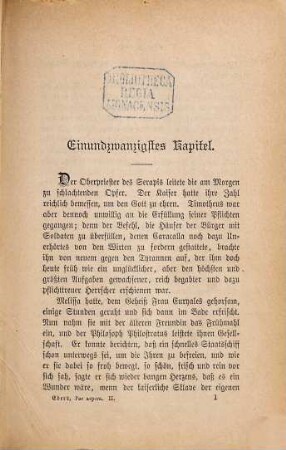 BIBLIOTHECA
REGIA
MONACENSIS
Einundzwanzigstes Kapitel.
Der Oberpriester des Serapis leitete die am Morgen
zu schlachtenden Opfer. Der Kaiser hatte ihre Zahl
reichlich bemessen, um den Gott zu ehren. Timotheus war
aber dennoch unwillig an die Erfüllung seiner Pflichten
gegangen; denn der Befehl, die Häuser der Bürger mit
Soldaten zu überfüllen, denen Caracalla noch dazu Un-
erhörtes von den Wirten zu fordern gestattete, brachte
ihn von neuem gegen den Tyrannen auf, der ihm doch
heute früh wie ein unglücklicher, aber den höchsten und
größten Aufgaben gewachsener, reich begabter und dazu
pflichttreuer Herrscher erschienen war.
Melissa hatte, dem Geheiß Frau Euryales gehorsam,
einige Stunden geruht und sich dann im Bade erfrischt.
Nun nahm sie mit der älteren Freundin das Frühmahl
ein, und der Philosoph Philostratus leistete ihnen Gesell-
schaft. Er konnte berichten, daß ein schnelles Staatsschiff
schon unterwegs sei, um die Ihren zu befreien, und wie
er sie dabei so froh bewegt, so schön, frisch und rein vor
sich sah, sagte er sich wieder bangen Herzens, daß es ein
Wunder wäre, wenn der kaiserliche Sklave der eigenen
Ebers, Per aspera. II. 1